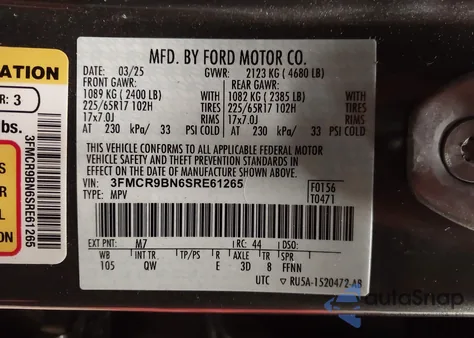 ATION
R: 3
bs.
3FMCR9BN6SRE61265
MFD. BY FORD MOTOR CO.
DATE: 03/25 GVWR: 2123 KG ( 4680 LB)
FRONT GAWR: REAR GAWR:
1089 KG ( 2400 LB) 1082 KG ( 2385 LB)
225/65R17 102H TIRES 225/65R17 102H
17x7.0J RIMS 17x7.0J
AT 230 kPa/ 33 PSI COLD AT 230 kPa/ 33 PSI COLD
THIS VEHICLE CONFORMS TO ALL APPLICABLE FEDERAL MOTOR
VEHICLE SAFETY AND THEFT PREVENTION STANDARDS IN
EFFECT ON THE DATE OF MANUFACTURE SHOWN ABOVE.
VIN: 3FMCR9BN6SRE61265
TYPE: MPV
F0156
T0471
EXT PNT: M7 RC: 44 DSO:
WB INT TR. TP/PS R AXLE TR SPR
105 QW E 3D 8 FFNN
UTC RU5A-1520472-AB
autoSnap